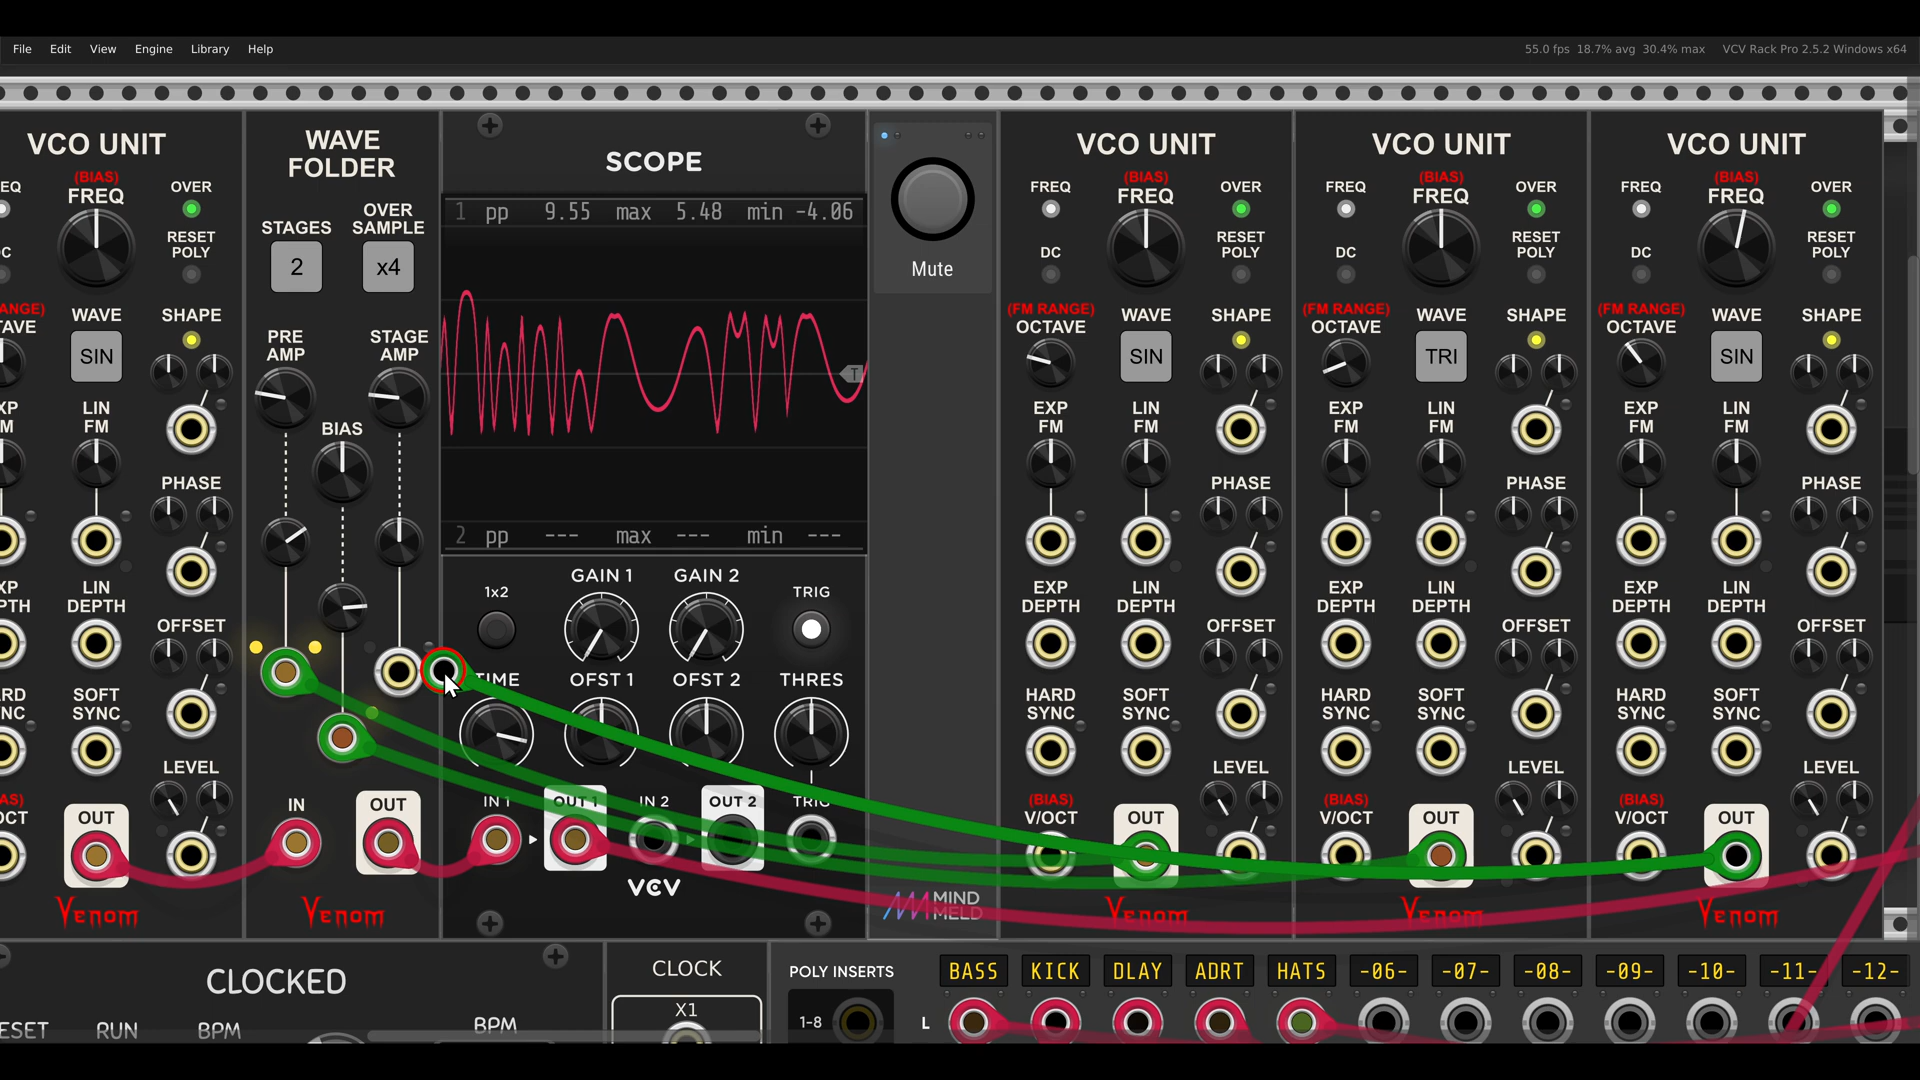 File Edit View Engine Library Help
55.0 fps 18.7% avg 30.4% max VCV Rack Pro 2.5.2 Windows x64
VCO UNIT
(BIAS)
FREQ
OVER
RESET
POLY
WAVE
SIN
SHAPE
LIN
FM
PHASE
LIN
DEPTH
OFFSET
SOFT
SYNC
LEVEL
OUT
Venom
WAVE
FOLDER
STAGES
2
OVER
SAMPLE
x4
PRE
AMP
STAGE
AMP
BIAS
IN
OUT
Venom
SCOPE
1 pp 9.55 max 5.48 min -4.06
T
2 pp --- max --- min ---
1x2
GAIN 1
GAIN 2
TRIG
TIME
OFST 1
OFST 2
THRES
IN 1
OUT 1
IN 2
OUT 2
TRIG
VCV
Mute
MIND
MELD
VCO UNIT
FREQ
(BIAS)
FREQ
OVER
DC
RESET
POLY
(FM RANGE)
OCTAVE
WAVE
SIN
SHAPE
EXP
FM
LIN
FM
PHASE
EXP
DEPTH
LIN
DEPTH
OFFSET
HARD
SYNC
SOFT
SYNC
LEVEL
(BIAS)
V/OCT
OUT
Venom
VCO UNIT
FREQ
(BIAS)
FREQ
OVER
DC
RESET
POLY
(FM RANGE)
OCTAVE
WAVE
TRI
SHAPE
EXP
FM
LIN
FM
PHASE
EXP
DEPTH
LIN
DEPTH
OFFSET
HARD
SYNC
SOFT
SYNC
LEVEL
(BIAS)
V/OCT
OUT
Venom
VCO UNIT
FREQ
(BIAS)
FREQ
OVER
DC
RESET
POLY
(FM RANGE)
OCTAVE
WAVE
SIN
SHAPE
EXP
FM
LIN
FM
PHASE
EXP
DEPTH
LIN
DEPTH
OFFSET
HARD
SYNC
SOFT
SYNC
LEVEL
(BIAS)
V/OCT
OUT
Venom
CLOCKED
RUN
BPM
BPM
CLOCK
X1
POLY INSERTS
1-8
BASS KICK DLAY ADRT HATS -06- -07- -08- -09- -10- -11- -12-
L